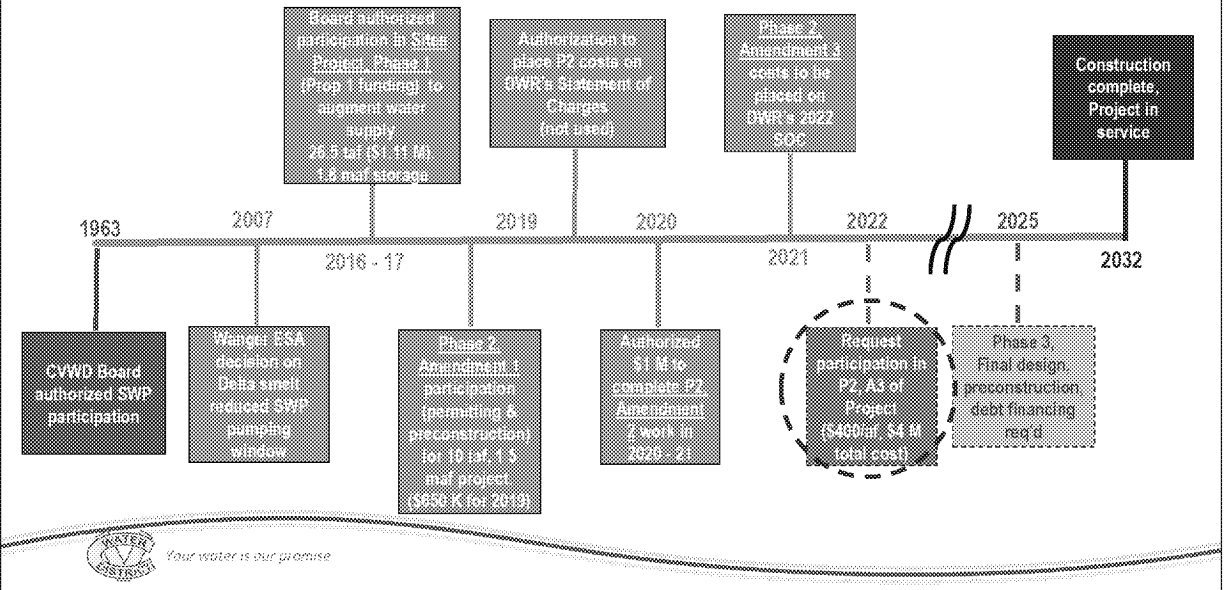 Board authorized
participation in Sites
Project, Phase 1
(Prop 1 funding) to
augment water
supply
26.5 taf ($1.11 M)
1.8 maf storage
Authorization to
place P2 costs on
DWR's Statement of
Charges
(not used)
Phase 2,
Amendment 3
costs to be
placed on
DWR's 2022
SOC
Construction
complete,
Project in
service
1963
2007
2016 - 17
2019
2020
2021
2022
2025
2032
CVWD Board
authorized SWP
participation
Wanger ESA
decision on
Delta smelt
reduced SWP
pumping
window
Phase 2,
Amendment 1
participation
(permitting &
preconstruction)
for 10 taf, 1.5
maf project
($650 K for 2019)
Authorized
$1 M to
complete P2,
Amendment
2 work in
2020 - 21
Request
participation in
P2, A3 of
Project
($400/af, $4 M
total cost)
Phase 3,
Final design,
preconstruction,
debt financing
req'd
WATER
DISTRICT
Your water is our promise